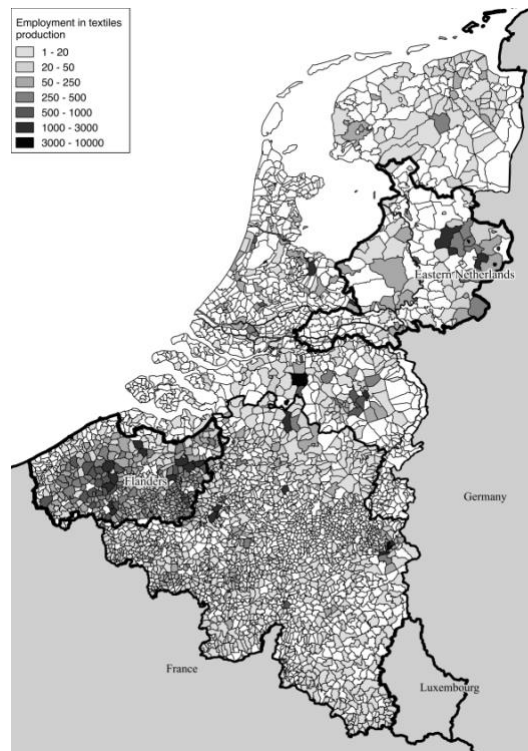 Employment in textiles
production
1 - 20
20 - 50
50 - 250
250 - 500
500 - 1000
1000 - 3000
3000 - 10000
Eastern Netherlands
Flanders
Germany
France
Luxembourg